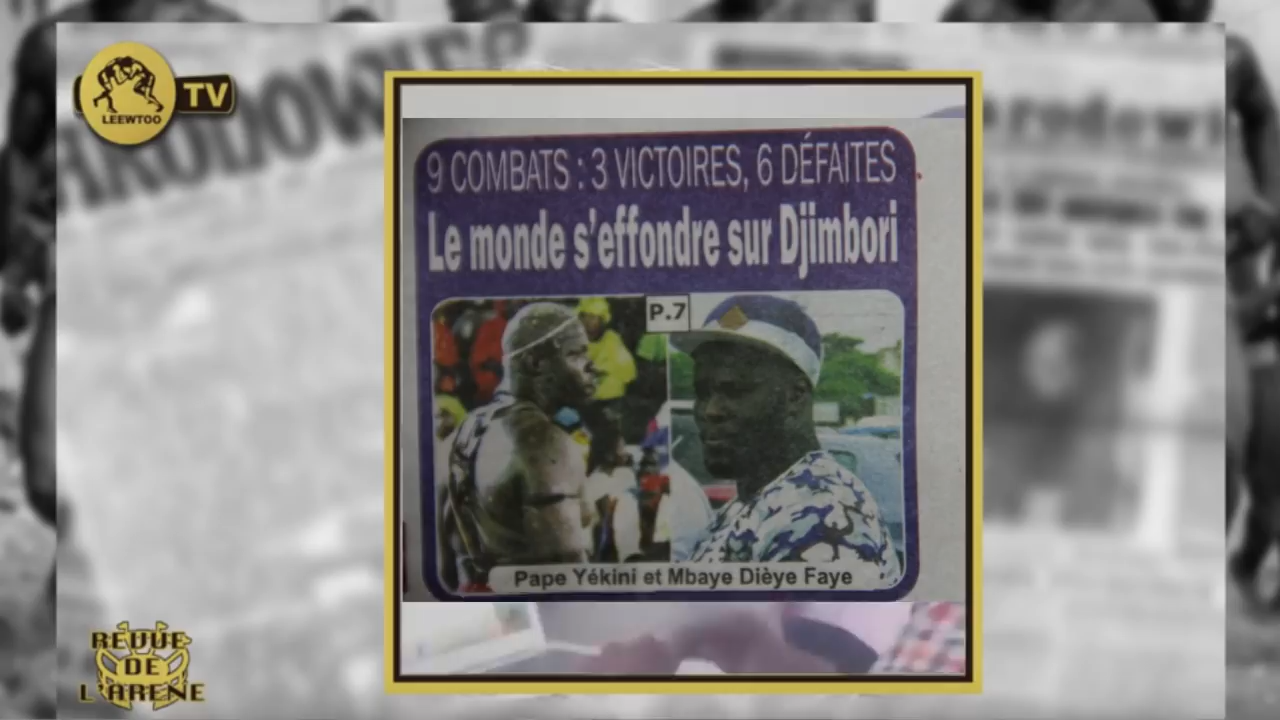 LEEWTOO
TV
9 COMBATS : 3 VICTOIRES, 6 DÉFAITES
Le monde s'effondre sur Djimbori
P.7
Pape Yékini et Mbaye Dièye Faye
REVUE
DE
L'ARENE